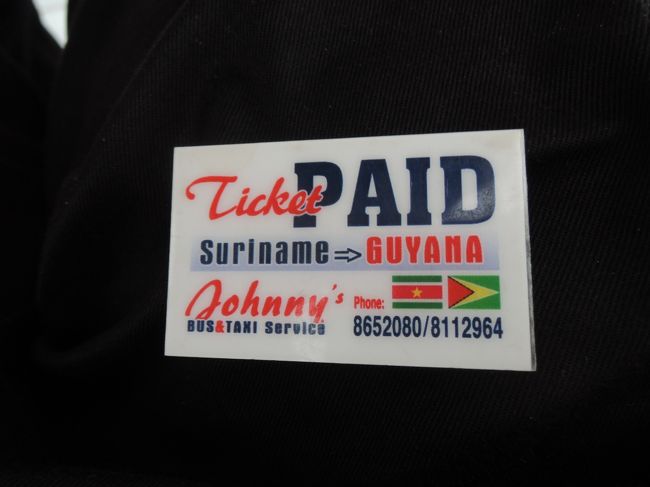 Ticket PAID
Suriname ⇒ GUYANA
Johnny's
BUS&TAXI Service
Phone:
8652080/8112964